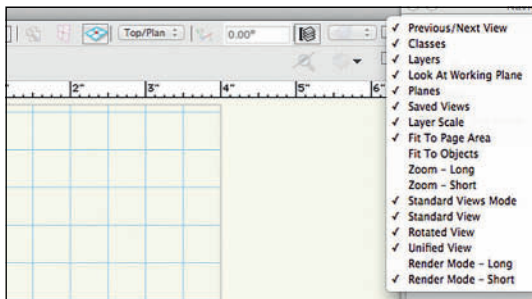 Top/Plan
0.00°
2"
3"
4"
5"
6"
✓ Previous/Next View
✓ Classes
✓ Layers
✓ Look At Working Plane
✓ Planes
✓ Saved Views
✓ Layer Scale
✓ Fit To Page Area
Fit To Objects
Zoom – Long
Zoom – Short
✓ Standard Views Mode
✓ Standard View
✓ Rotated View
✓ Unified View
Render Mode – Long
✓ Render Mode – Short